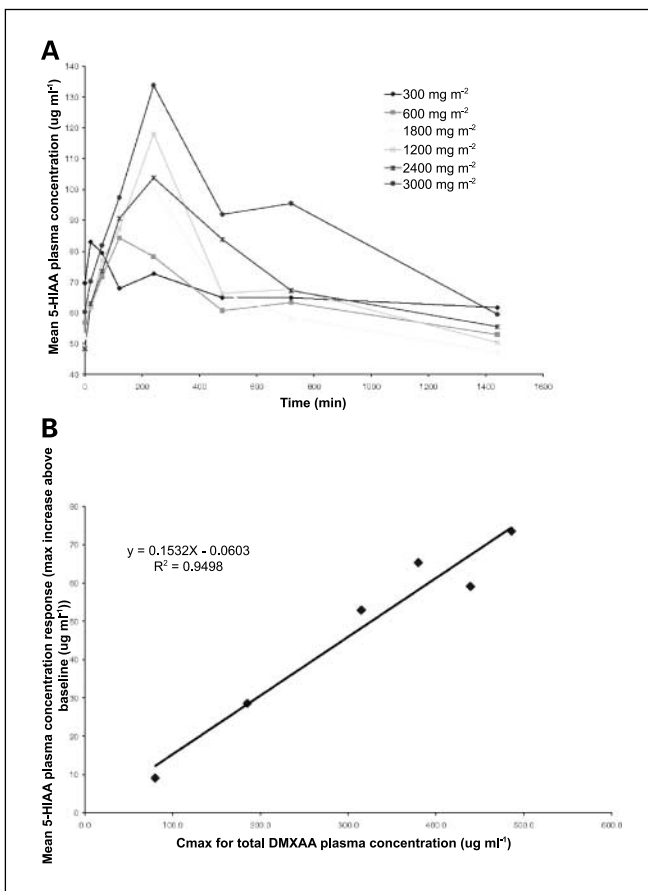 A
Mean 5-HIAA plasma concentration (ug ml⁻¹)
140
130
120
110
100
90
80
70
60
50
40
0
200
400
600
800
1000
1200
1400
1600
Time (min)
300 mg m⁻²
600 mg m⁻²
1800 mg m⁻²
1200 mg m⁻²
2400 mg m⁻²
3000 mg m⁻²
B
Mean 5-HIAA plasma concentration response (max increase above
baseline (ug ml⁻¹))
80
70
60
50
40
30
20
10
0
y = 0.1532X - 0.0603
R² = 0.9498
0.0
100.0
200.0
300.0
400.0
500.0
600.0
Cmax for total DMXAA plasma concentration (ug ml⁻¹)